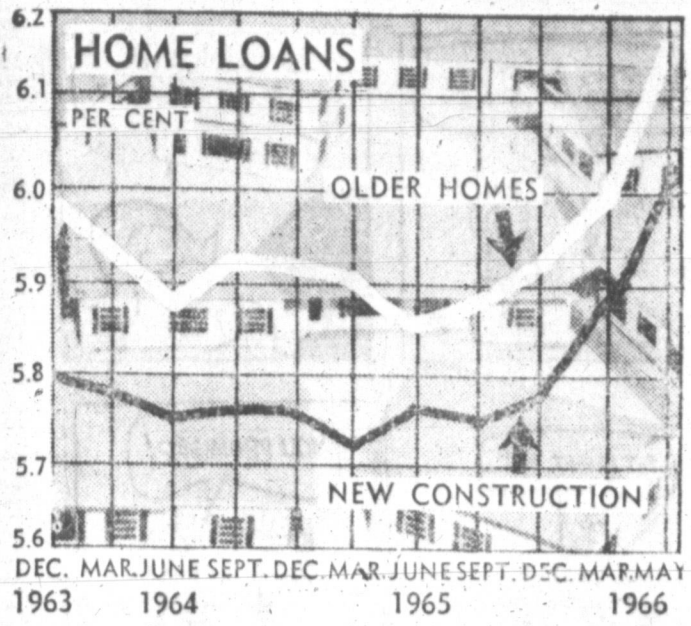 6.2
HOME LOANS
6.1
PER CENT
6.0
OLDER HOMES
5.9
5.8
5.7
NEW CONSTRUCTION
5.6
DEC. MAR. JUNE SEPT. DEC. MAR. JUNE SEPT. DEC. MAR. MAY
1963 1964 1965 1966